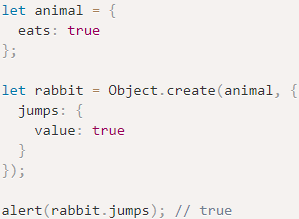 let animal = {
  eats: true
};

let rabbit = Object.create(animal, {
  jumps: {
    value: true
  }
});

alert(rabbit.jumps); // true